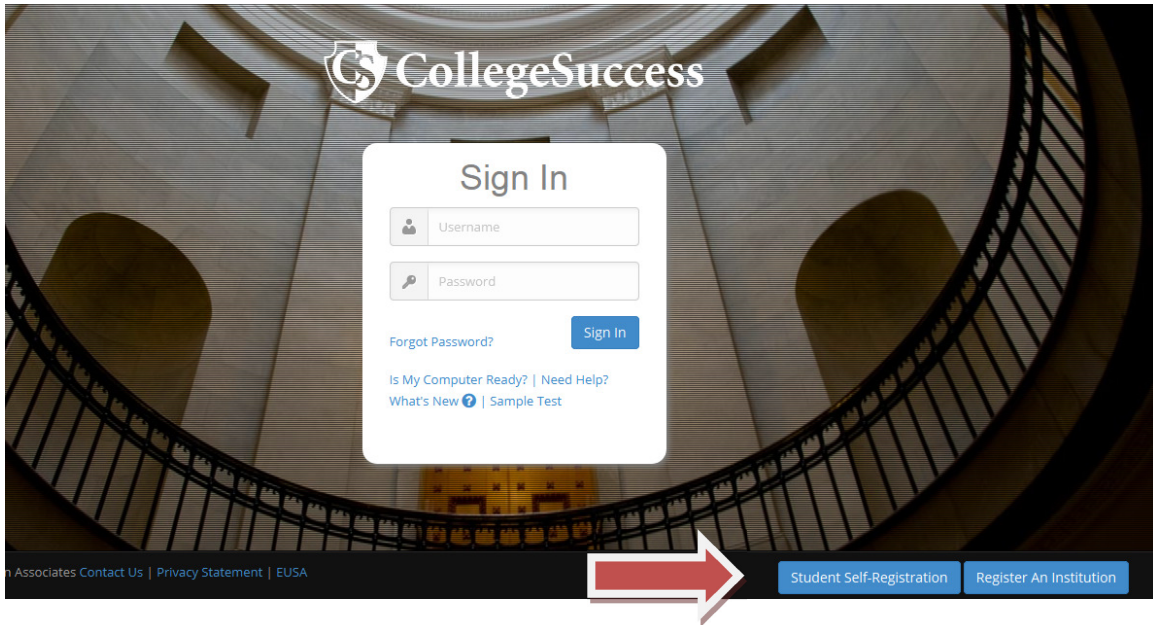 CS CollegeSuccess
Sign In
Username
Password
Forgot Password? Sign In
Is My Computer Ready? | Need Help?
What's New ? | Sample Test
n Associates Contact Us | Privacy Statement | EUSA
Student Self-Registration Register An Institution